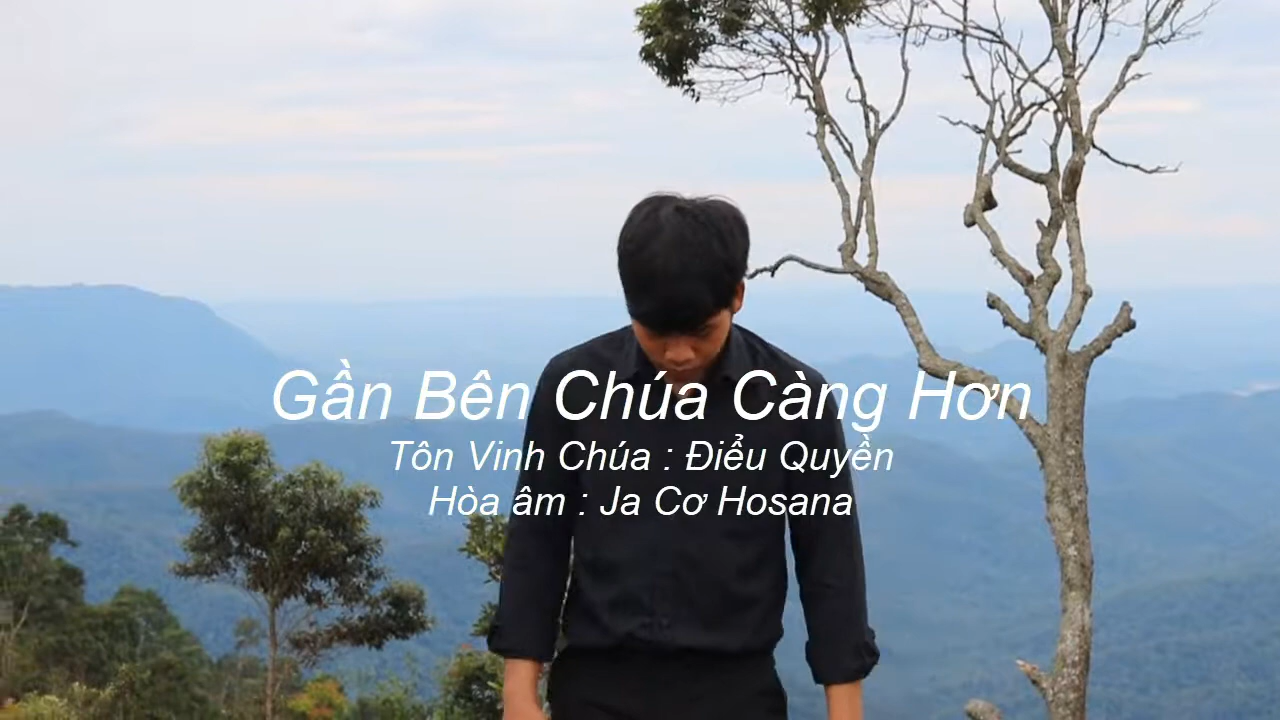 Gần Bên Chúa Càng Hơn
Tôn Vinh Chúa : Điểu Quyền
Hòa âm : Ja Cơ Hosana